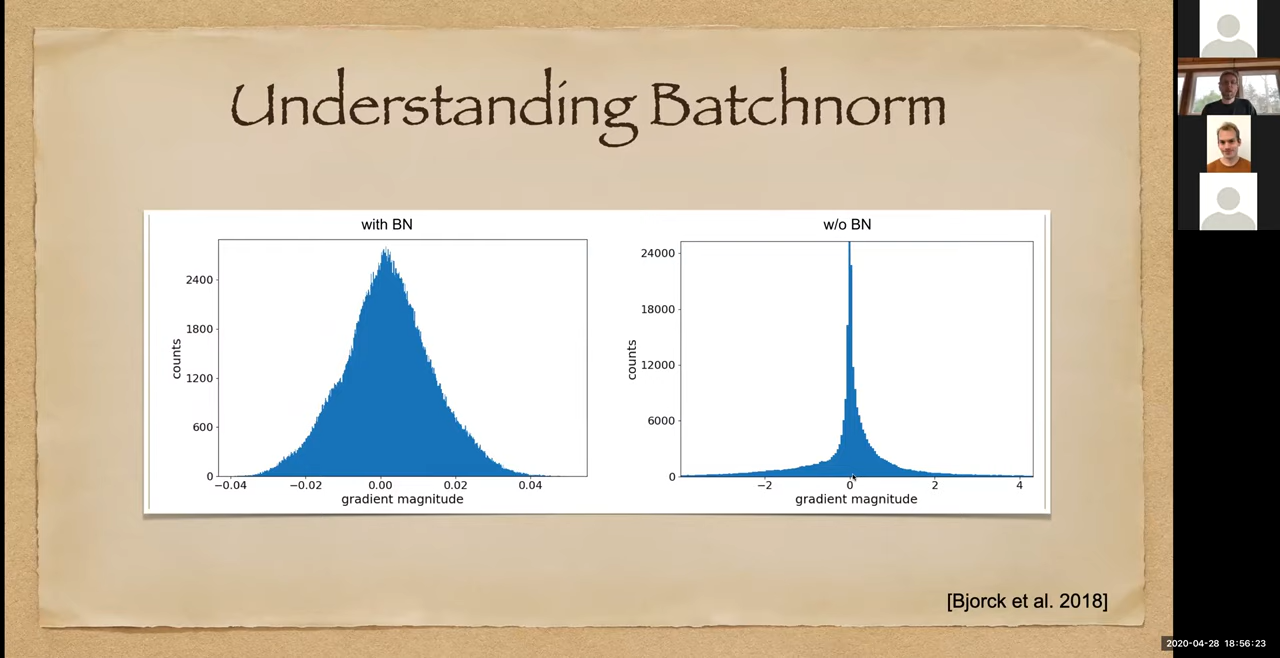 Understanding Batchnorm
with BN
2400
1800
1200
600
0
counts
−0.04 −0.02 0.00 0.02 0.04
gradient magnitude
w/o BN
24000
18000
12000
6000
0
counts
−2 0 2 4
gradient magnitude
[Bjorck et al. 2018]
2020-04-28 18:56:23